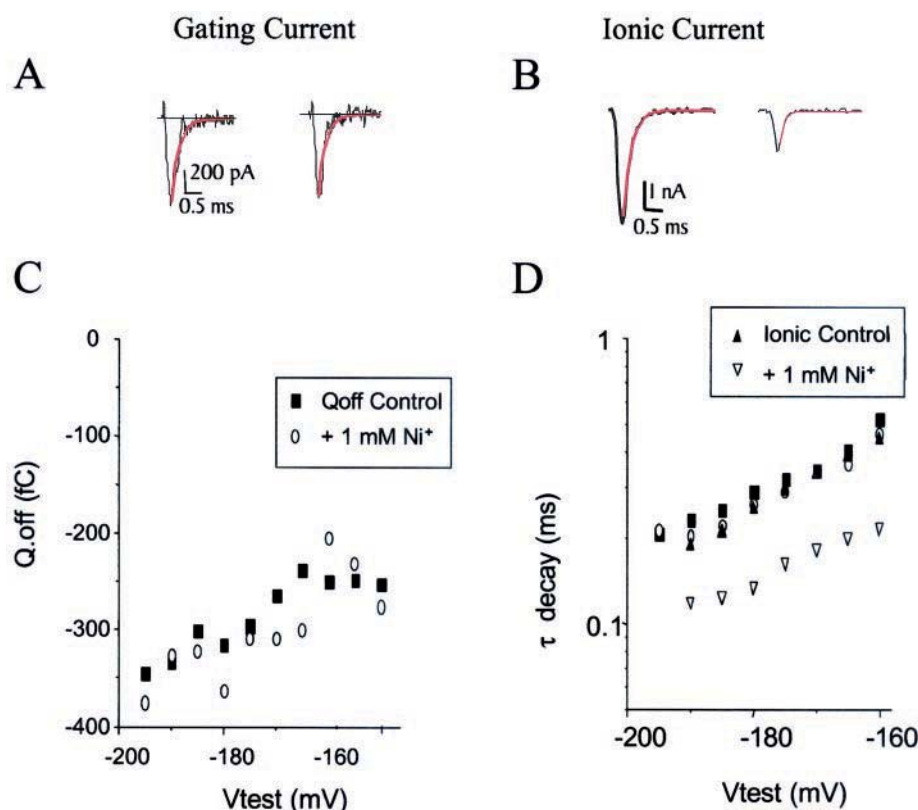 Gating Current
Ionic Current
A
B
200 pA
0.5 ms
1 nA
0.5 ms
C
D
0
-100
-200
-300
-400
Q.off (fC)
Qoff Control
+ 1 mM Ni+
-200
-180
-160
Vtest (mV)
1
0.1
τ decay (ms)
Ionic Control
+ 1 mM Ni+
-200
-180
-160
Vtest (mV)